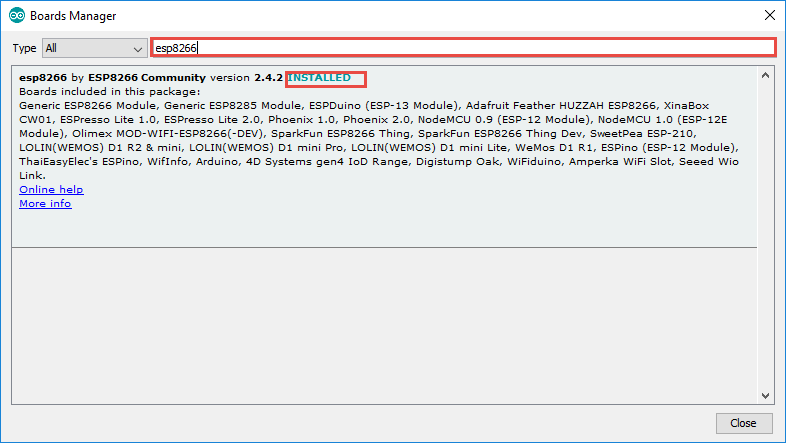 Boards Manager
Type All esp8266
esp8266 by ESP8266 Community version 2.4.2 INSTALLED
Boards included in this package:
Generic ESP8266 Module, Generic ESP8285 Module, ESPDuino (ESP-13 Module), Adafruit Feather HUZZAH ESP8266, XinaBox
CW01, ESPresso Lite 1.0, ESPresso Lite 2.0, Phoenix 1.0, Phoenix 2.0, NodeMCU 0.9 (ESP-12 Module), NodeMCU 1.0 (ESP-12E
Module), Olimex MOD-WIFI-ESP8266(-DEV), SparkFun ESP8266 Thing, SparkFun ESP8266 Thing Dev, SweetPea ESP-210,
LOLIN(WEMOS) D1 R2 & mini, LOLIN(WEMOS) D1 mini Pro, LOLIN(WEMOS) D1 mini Lite, WeMos D1 R1, ESPino (ESP-12 Module),
ThaiEasyElec's ESPino, WifInfo, Arduino, 4D Systems gen4 IoD Range, Digistump Oak, WiFiduino, Amperka WiFi Slot, Seeed Wio
Link.
Online help
More info
Close